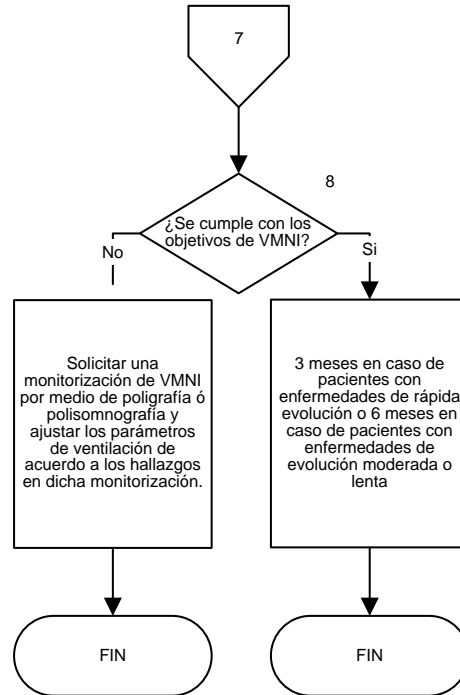 7
8
¿Se cumple con los
objetivos de VMNI?
No
Si
Solicitar una
monitorización de VMNI
por medio de poligrafía ó
polisomnografía y
ajustar los parámetros
de ventilación de
acuerdo a los hallazgos
en dicha monitorización.
3 meses en caso de
pacientes con
enfermedades de rápida
evolución o 6 meses en
caso de pacientes con
enfermedades de
evolución moderada o
lenta
FIN
FIN